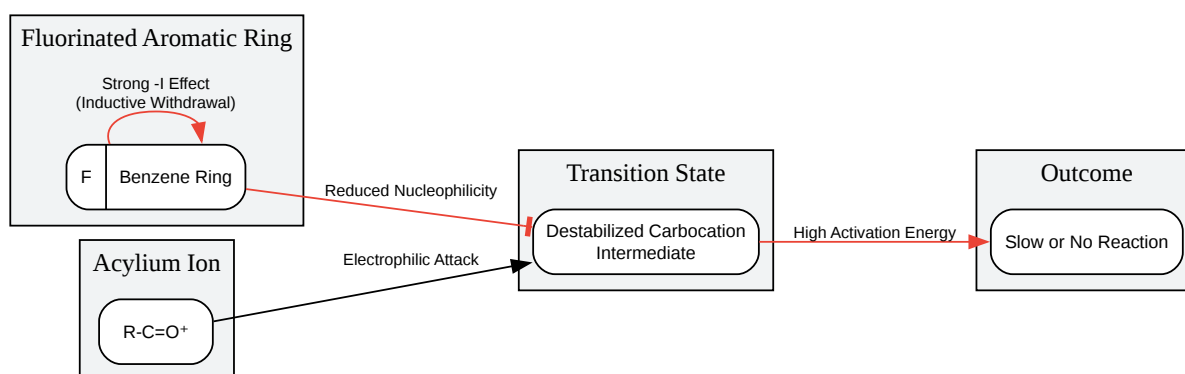 Fluorinated Aromatic Ring
Strong -I Effect
(Inductive Withdrawal)
F
Benzene Ring
Reduced Nucleophilicity
Acylium Ion
R-C=O⁺
Electrophilic Attack
Transition State
Destabilized Carbocation
Intermediate
High Activation Energy
Outcome
Slow or No Reaction